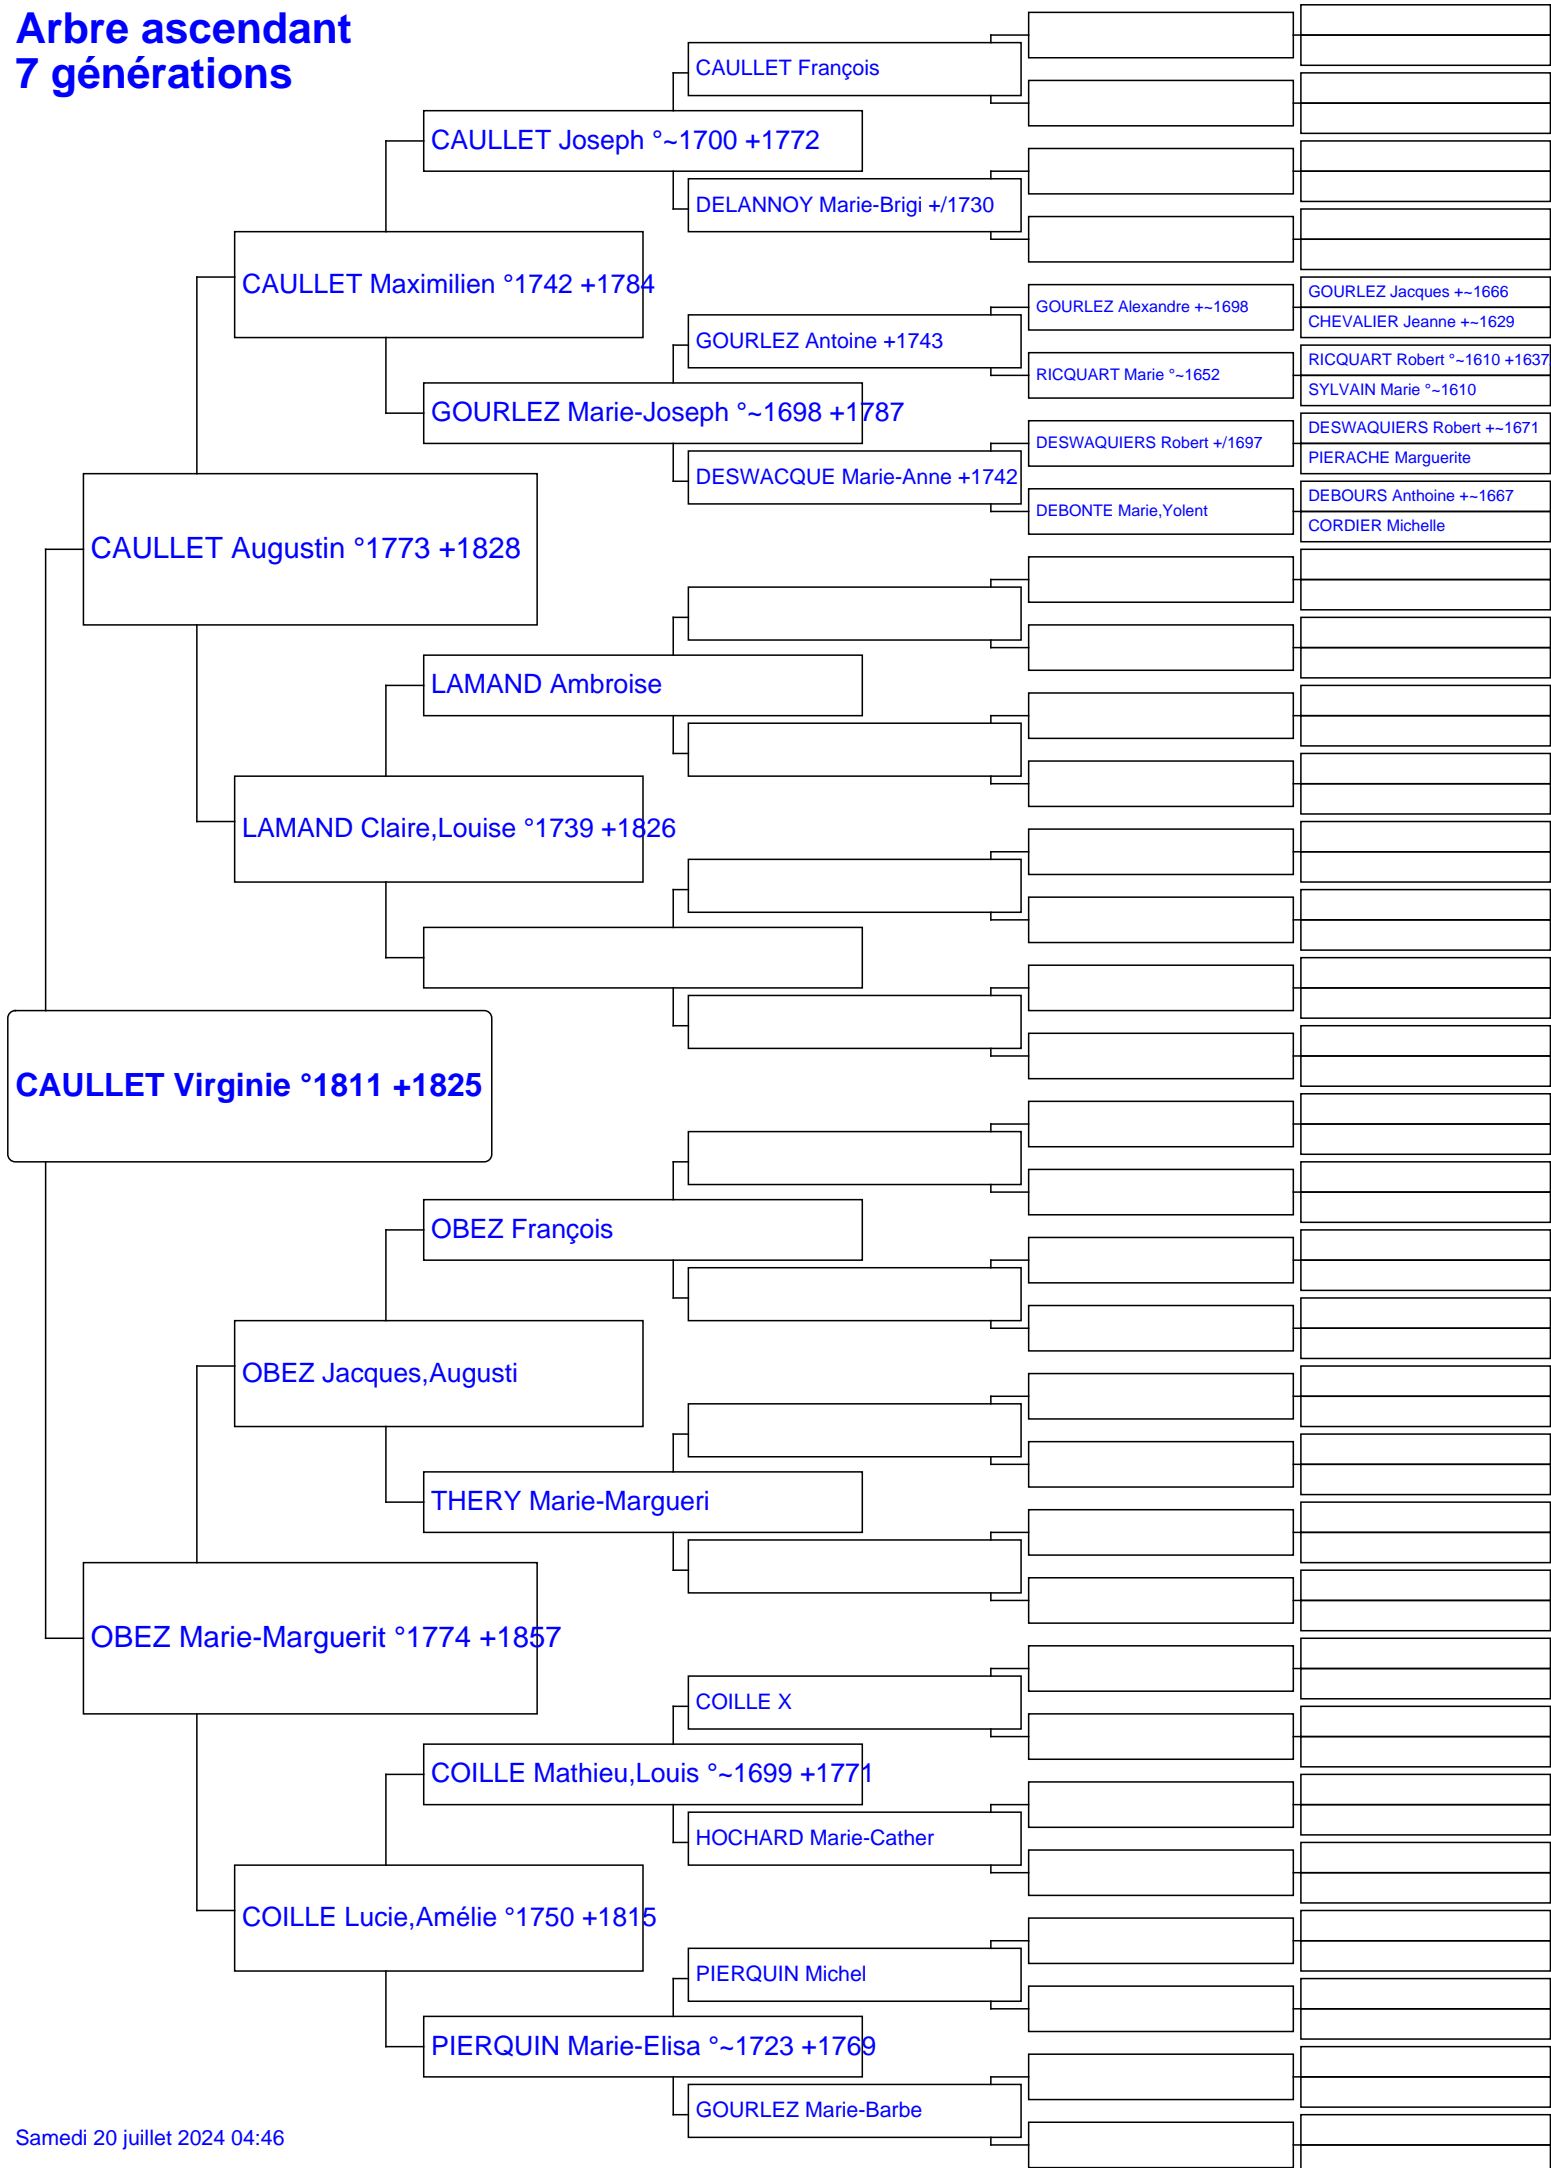 Arbre ascendant
7 générations
CAULLET François
CAULLET Joseph °~1700 +1772
DELANNOY Marie-Brigi +/1730
CAULLET Maximilien °1742 +1784
GOURLEZ Jacques +~1666
GOURLEZ Alexandre +~1698
CHEVALIER Jeanne +~1629
GOURLEZ Antoine +1743
RICQUART Robert °~1610 +1637
RICQUART Marie °~1652
SYLVAIN Marie °~1610
GOURLEZ Marie-Joseph °~1698 +1787
DESWAQUIERS Robert +~1671
DESWAQUIERS Robert +/1697
PIERACHE Marguerite
DESWACQUE Marie-Anne +1742
DEBOURS Anthoine +~1667
DEBONTE Marie,Yolent
CORDIER Michelle
CAULLET Augustin °1773 +1828
LAMAND Ambroise
LAMAND Claire,Louise °1739 +1826
CAULLET Virginie °1811 +1825
OBEZ François
OBEZ Jacques,Augusti
THERY Marie-Margueri
OBEZ Marie-Marguerit °1774 +1857
COILLE X
COILLE Mathieu,Louis °~1699 +1771
HOCHARD Marie-Cather
COILLE Lucie,Amélie °1750 +1815
PIERQUIN Michel
PIERQUIN Marie-Elisa °~1723 +1769
GOURLEZ Marie-Barbe
Samedi 20 juillet 2024 04:46